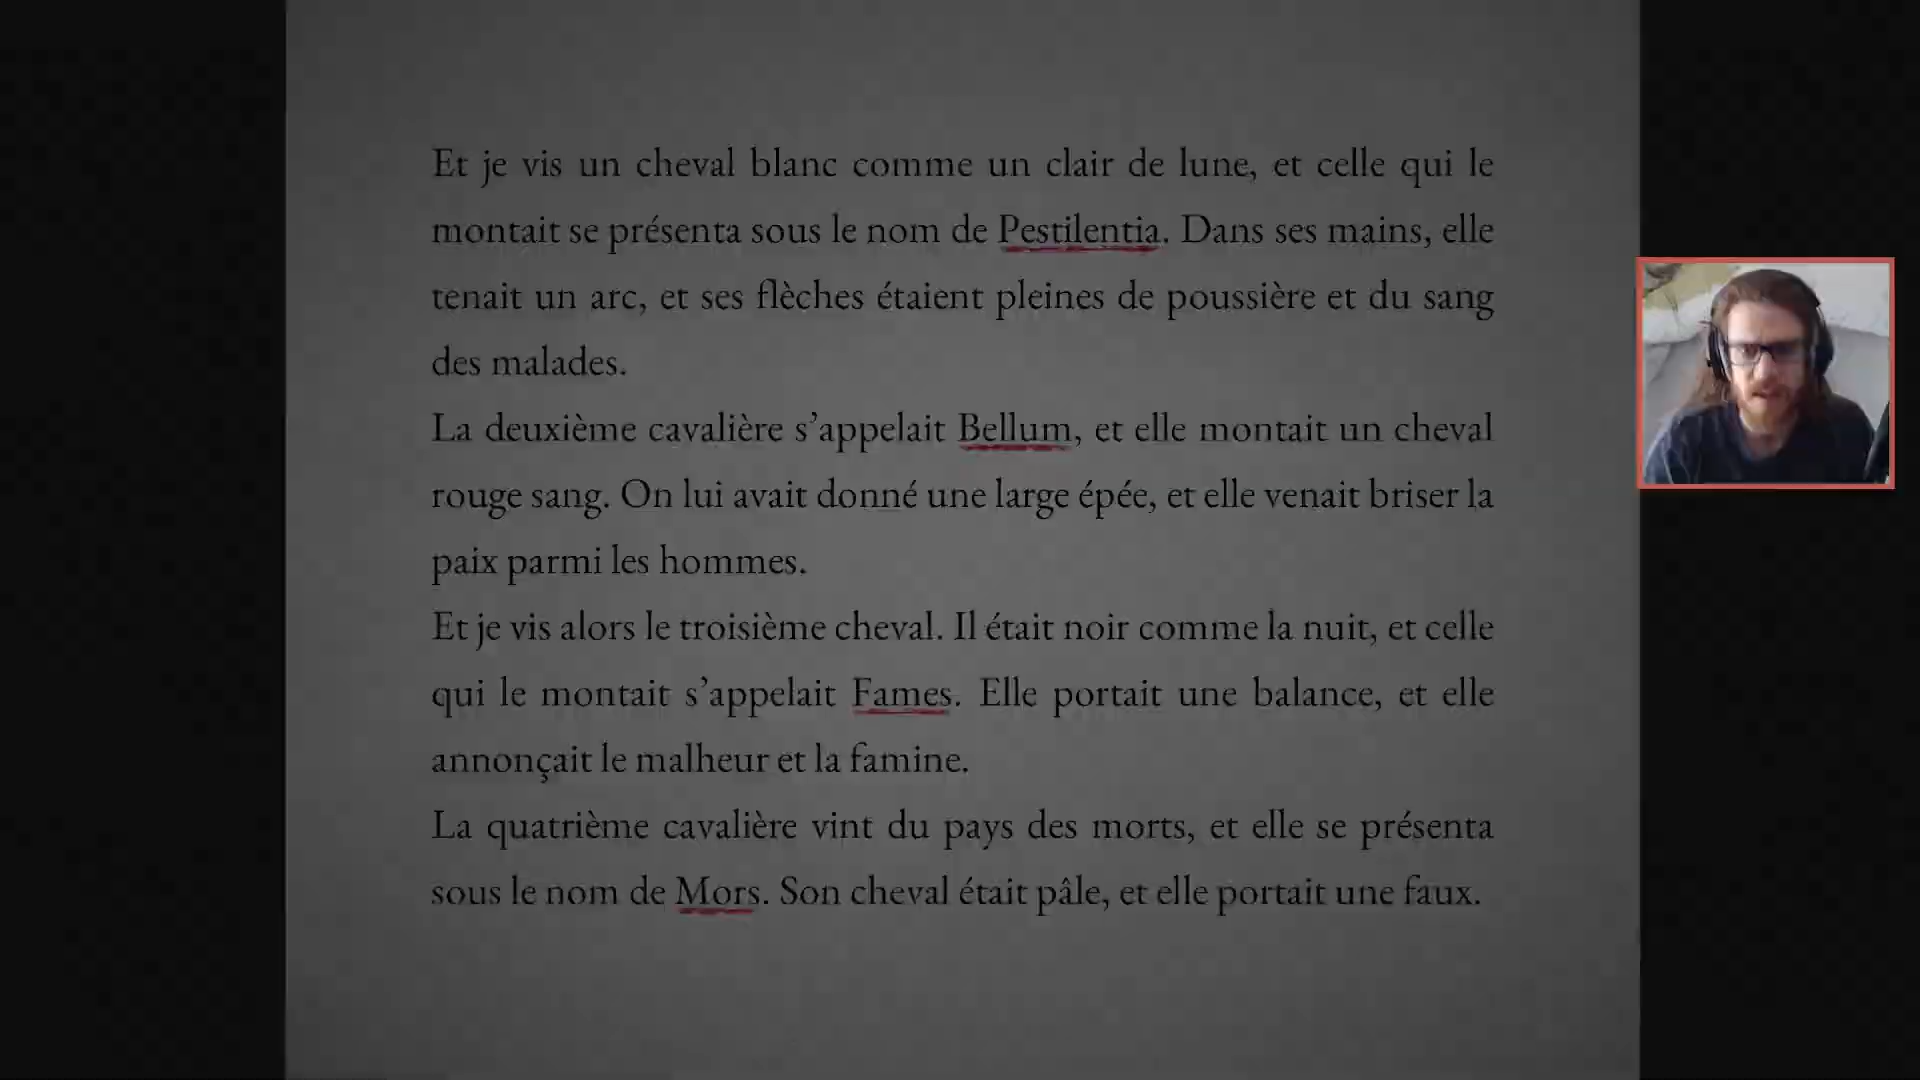 Et je vis un cheval blanc comme un clair de lune, et celle qui le
montait se présenta sous le nom de Pestilentia. Dans ses mains, elle
tenait un arc, et ses flèches étaient pleines de poussière et du sang
des malades.
La deuxième cavalière s’appelait Bellum, et elle montait un cheval
rouge sang. On lui avait donné une large épée, et elle venait briser la
paix parmi les hommes.
Et je vis alors le troisième cheval. Il était noir comme la nuit, et celle
qui le montait s’appelait Fames. Elle portait une balance, et elle
annonçait le malheur et la famine.
La quatrième cavalière vint du pays des morts, et elle se présenta
sous le nom de Mors. Son cheval était pâle, et elle portait une faux.